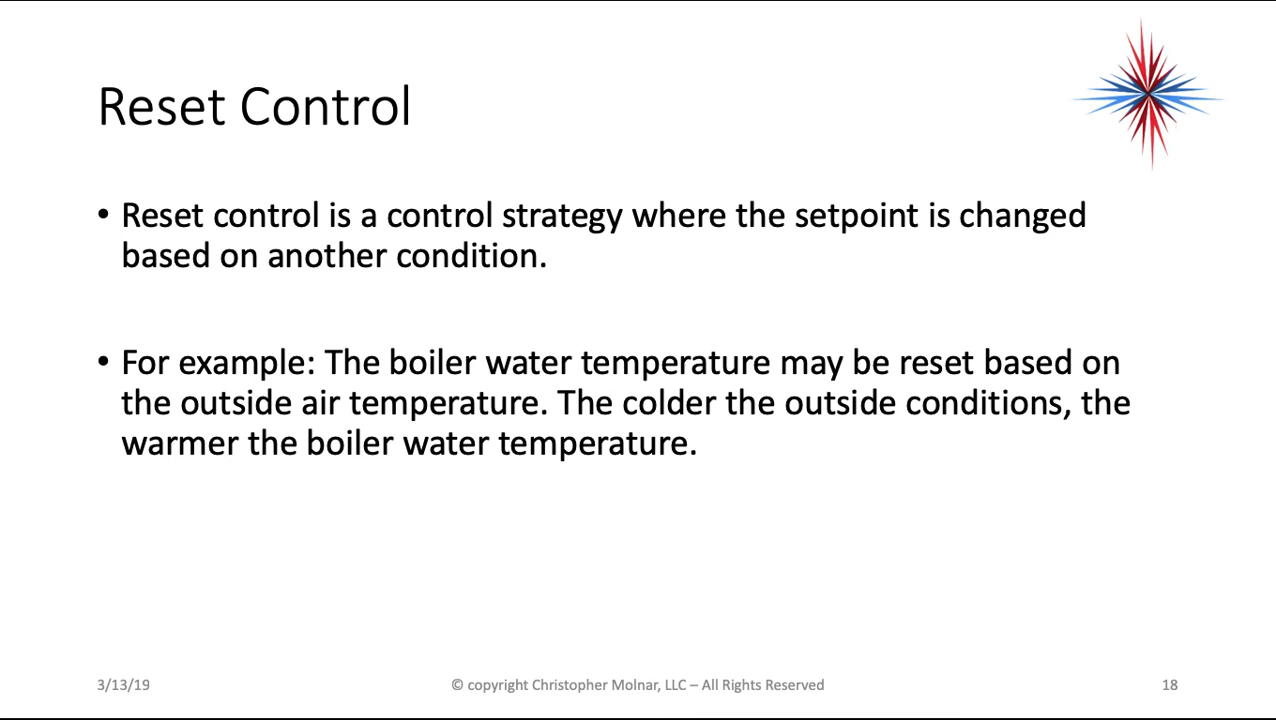 Reset Control
• Reset control is a control strategy where the setpoint is changed
based on another condition.
• For example: The boiler water temperature may be reset based on
the outside air temperature. The colder the outside conditions, the
warmer the boiler water temperature.
3/13/19
© copyright Christopher Molnar, LLC – All Rights Reserved
18